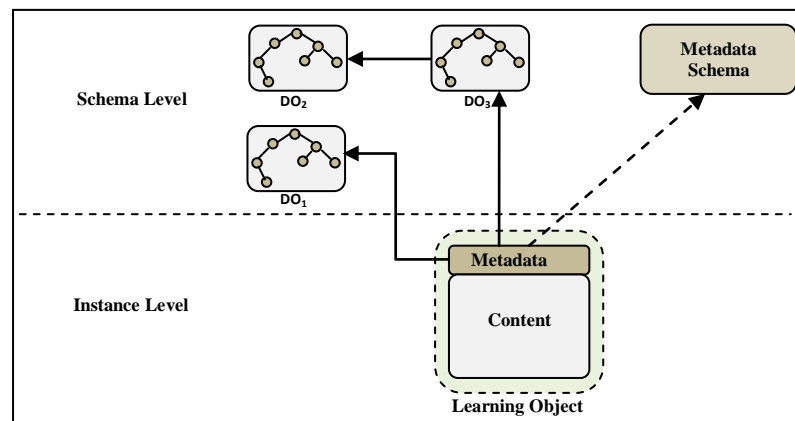 Metadata
Schema
DO₂
DO₃
Schema Level
DO₁
Metadata
Instance Level
Content
Learning Object